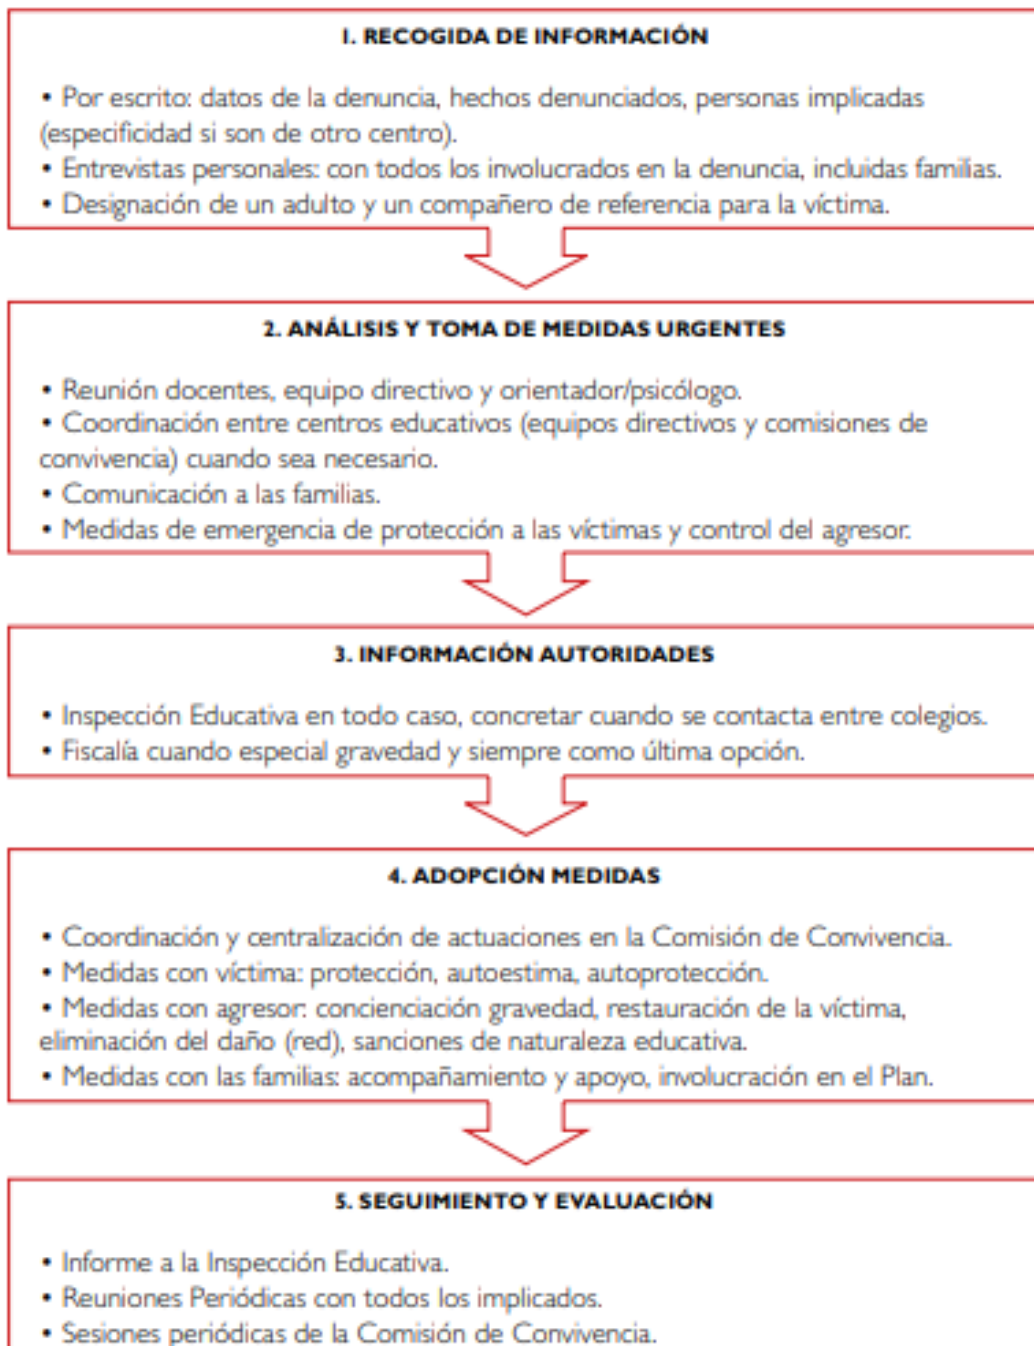 1. RECOGIDA DE INFORMACIÓN
• Por escrito: datos de la denuncia, hechos denunciados, personas implicadas
(especificidad si son de otro centro).
• Entrevistas personales: con todos los involucrados en la denuncia, incluidas familias.
• Designación de un adulto y un compañero de referencia para la víctima.
2. ANÁLISIS Y TOMA DE MEDIDAS URGENTES
• Reunión docentes, equipo directivo y orientador/psicólogo.
• Coordinación entre centros educativos (equipos directivos y comisiones de
convivencia) cuando sea necesario.
• Comunicación a las familias.
• Medidas de emergencia de protección a las víctimas y control del agresor.
3. INFORMACIÓN AUTORIDADES
• Inspección Educativa en todo caso, concretar cuando se contacta entre colegios.
• Fiscalía cuando especial gravedad y siempre como última opción.
4. ADOPCIÓN MEDIDAS
• Coordinación y centralización de actuaciones en la Comisión de Convivencia.
• Medidas con víctima: protección, autoestima, autoprotección.
• Medidas con agresor: concienciación gravedad, restauración de la víctima,
eliminación del daño (red), sanciones de naturaleza educativa.
• Medidas con las familias: acompañamiento y apoyo, involucración en el Plan.
5. SEGUIMIENTO Y EVALUACIÓN
• Informe a la Inspección Educativa.
• Reuniones Periódicas con todos los implicados.
• Sesiones periódicas de la Comisión de Convivencia.